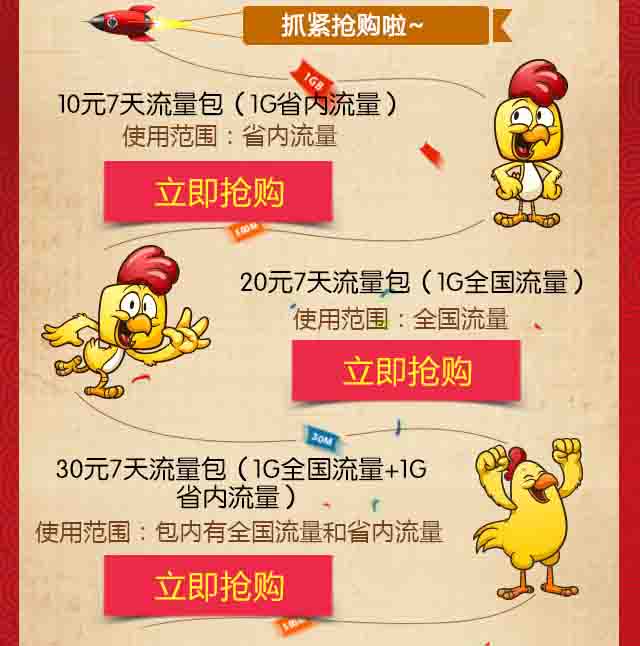 抓紧抢购啦~
1GB
10元7天流量包（1G省内流量）
使用范围：省内流量
立即抢购
500M
20元7天流量包（1G全国流量）
使用范围：全国流量
立即抢购
30M
30元7天流量包（1G全国流量+1G
省内流量）
使用范围：包内有全国流量和省内流量
立即抢购